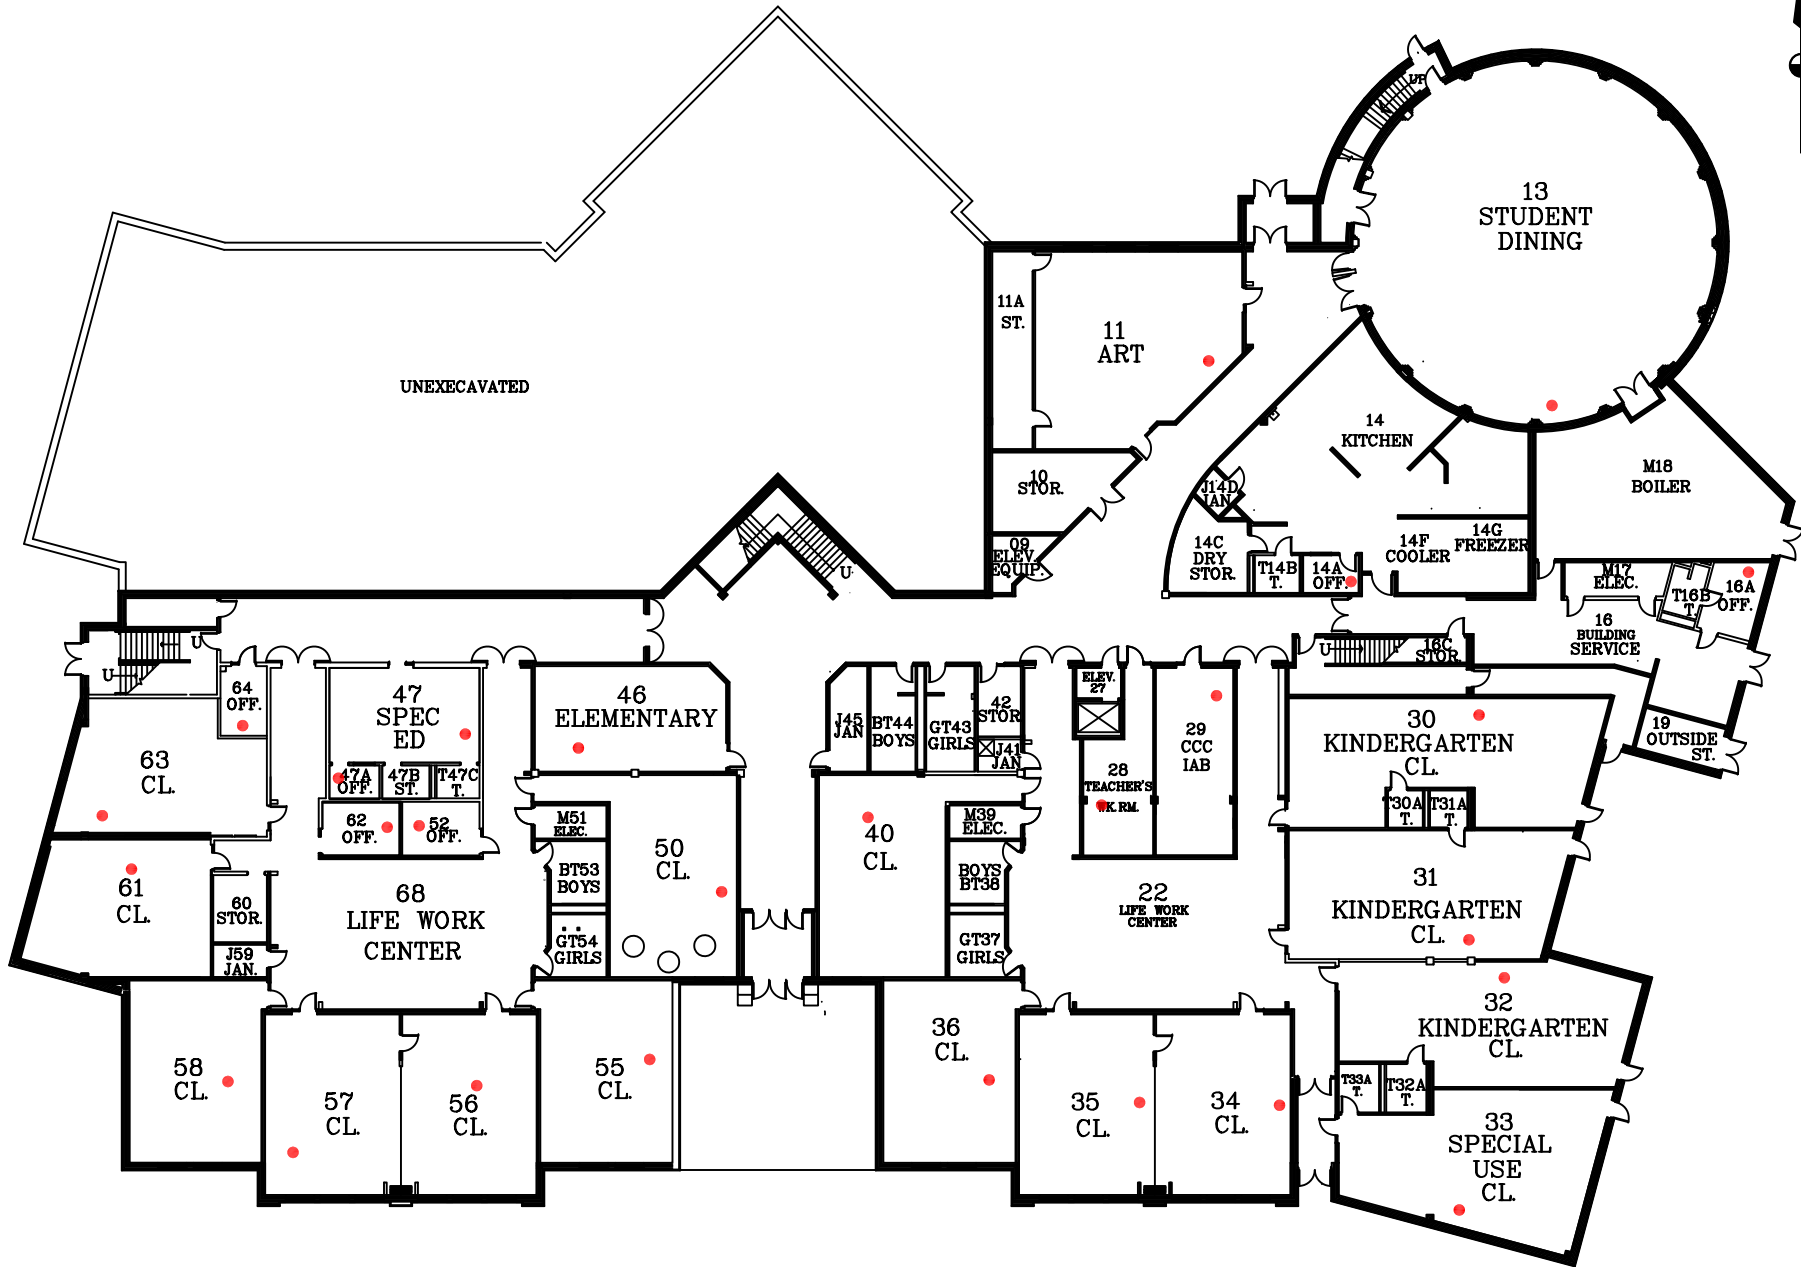 UP
13
STUDENT
DINING
11A
ST.
11
ART
UNEXECAVATED
14
KITCHEN
10
STOR.
M18
BOILER
J14D
JAN
09
ELEV.
EQUIP.
14C
DRY
STOR.
T14B
T.
14A
OFF.
14F
COOLER
14G
FREEZER
M17
ELEC.
T16B
T.
16A
OFF.
16
BUILDING
SERVICE
16C
STOR.
U
U
U
U
64
OFF.
47
SPEC
ED
46
ELEMENTARY
J45
JAN
BT44
BOYS
GT43
GIRLS
42
STOR
J41
JAN
ELEV.
27
29
CCC
IAB
28
TEACHER'S
WK.RM.
30
KINDERGARTEN
CL.
19
OUTSIDE
ST.
63
CL.
47A
OFF.
47B
ST.
T47C
T.
T30A
T.
T31A
T.
62
OFF.
52
OFF.
M51
ELEC.
50
CL.
40
CL.
M39
ELEC.
61
CL.
60
STOR.
68
LIFE WORK
CENTER
BT53
BOYS
BOYS
BT38
22
LIFE WORK
CENTER
31
KINDERGARTEN
CL.
J59
JAN.
GT54
GIRLS
GT37
GIRLS
32
KINDERGARTEN
CL.
58
CL.
57
CL.
56
CL.
55
CL.
36
CL.
35
CL.
34
CL.
T33A
T.
T32A
T.
33
SPECIAL
USE
CL.